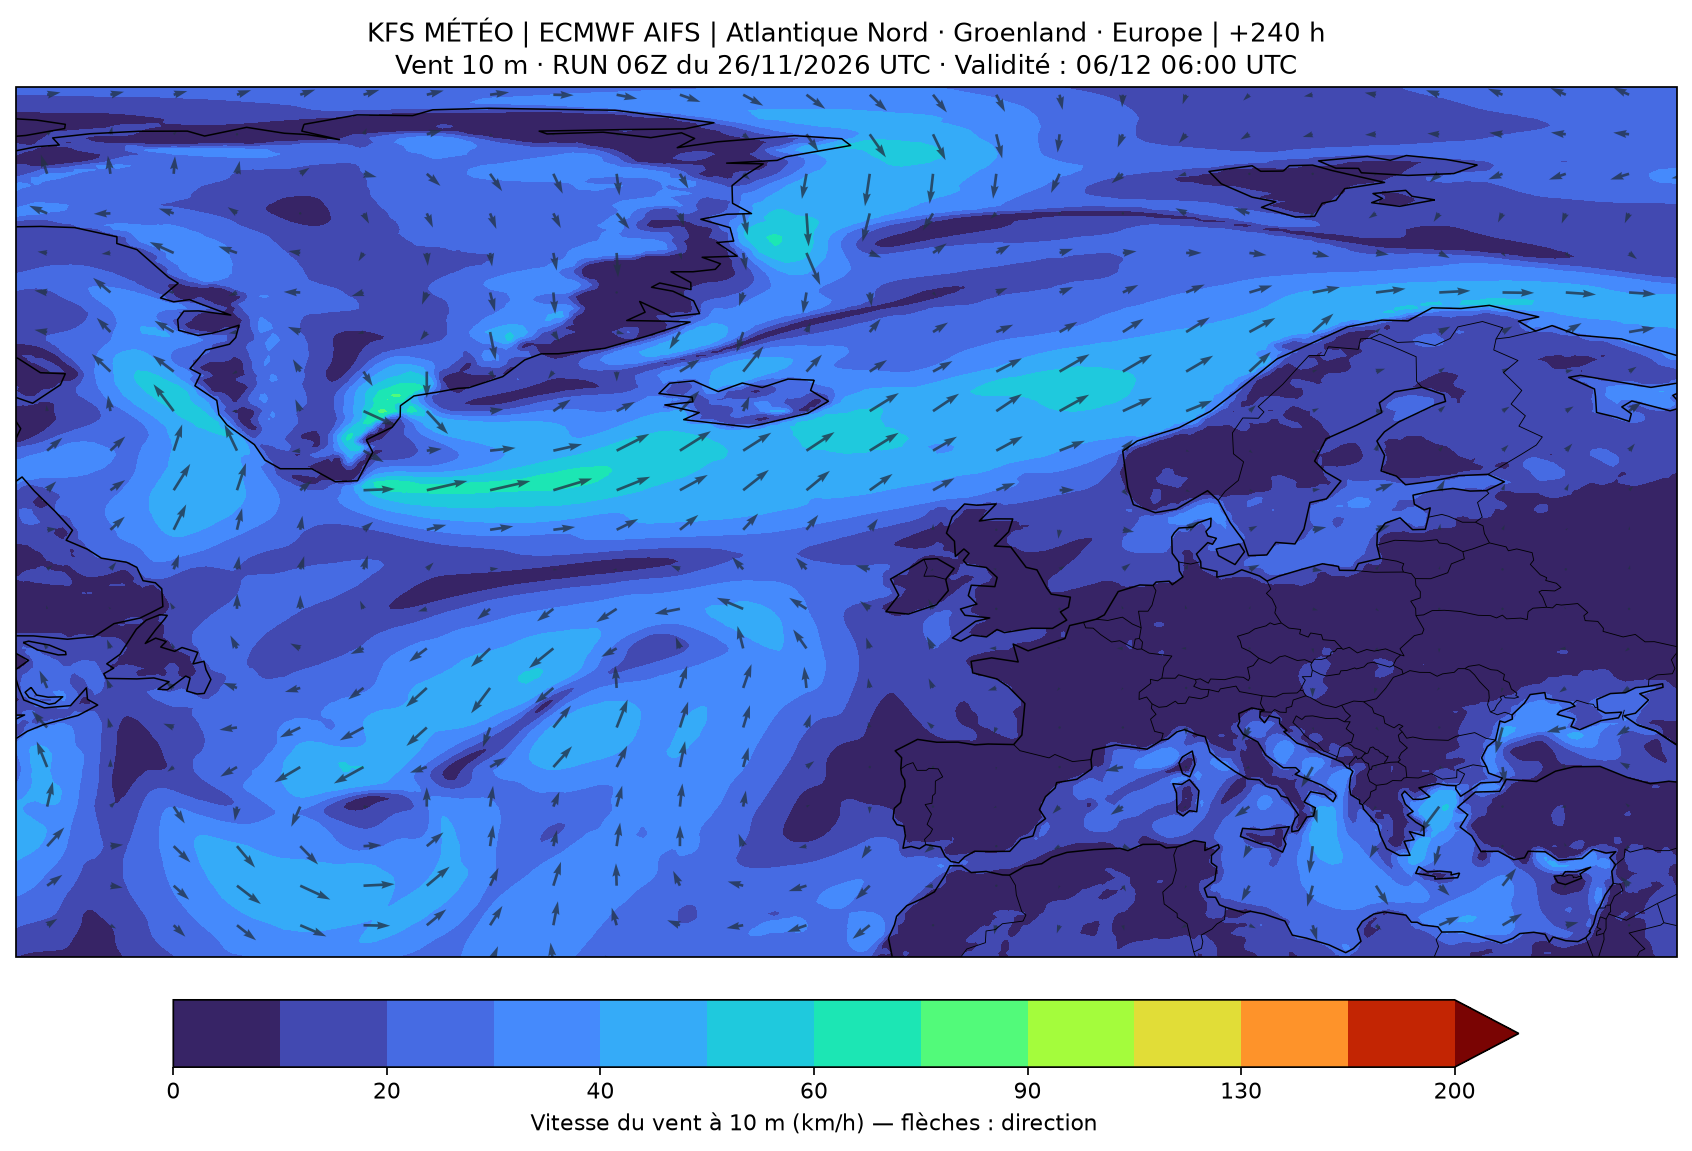 KFS MÉTÉO | ECMWF AIFS | Atlantique Nord · Groenland · Europe | +240 h
Vent 10 m · RUN 06Z du 26/11/2026 UTC · Validité : 06/12 06:00 UTC
0 20 40 60 90 130 200
Vitesse du vent à 10 m (km/h) — flèches : direction